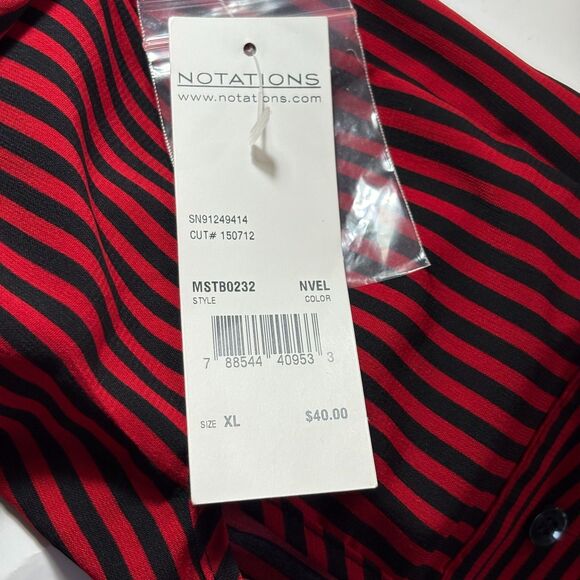 NOTATIONS
www.notations.com
SN91249414
CUT# 150712
MSTB0232 NVEL
STYLE COLOR
7 88544 40953 3
SIZE XL $40.00